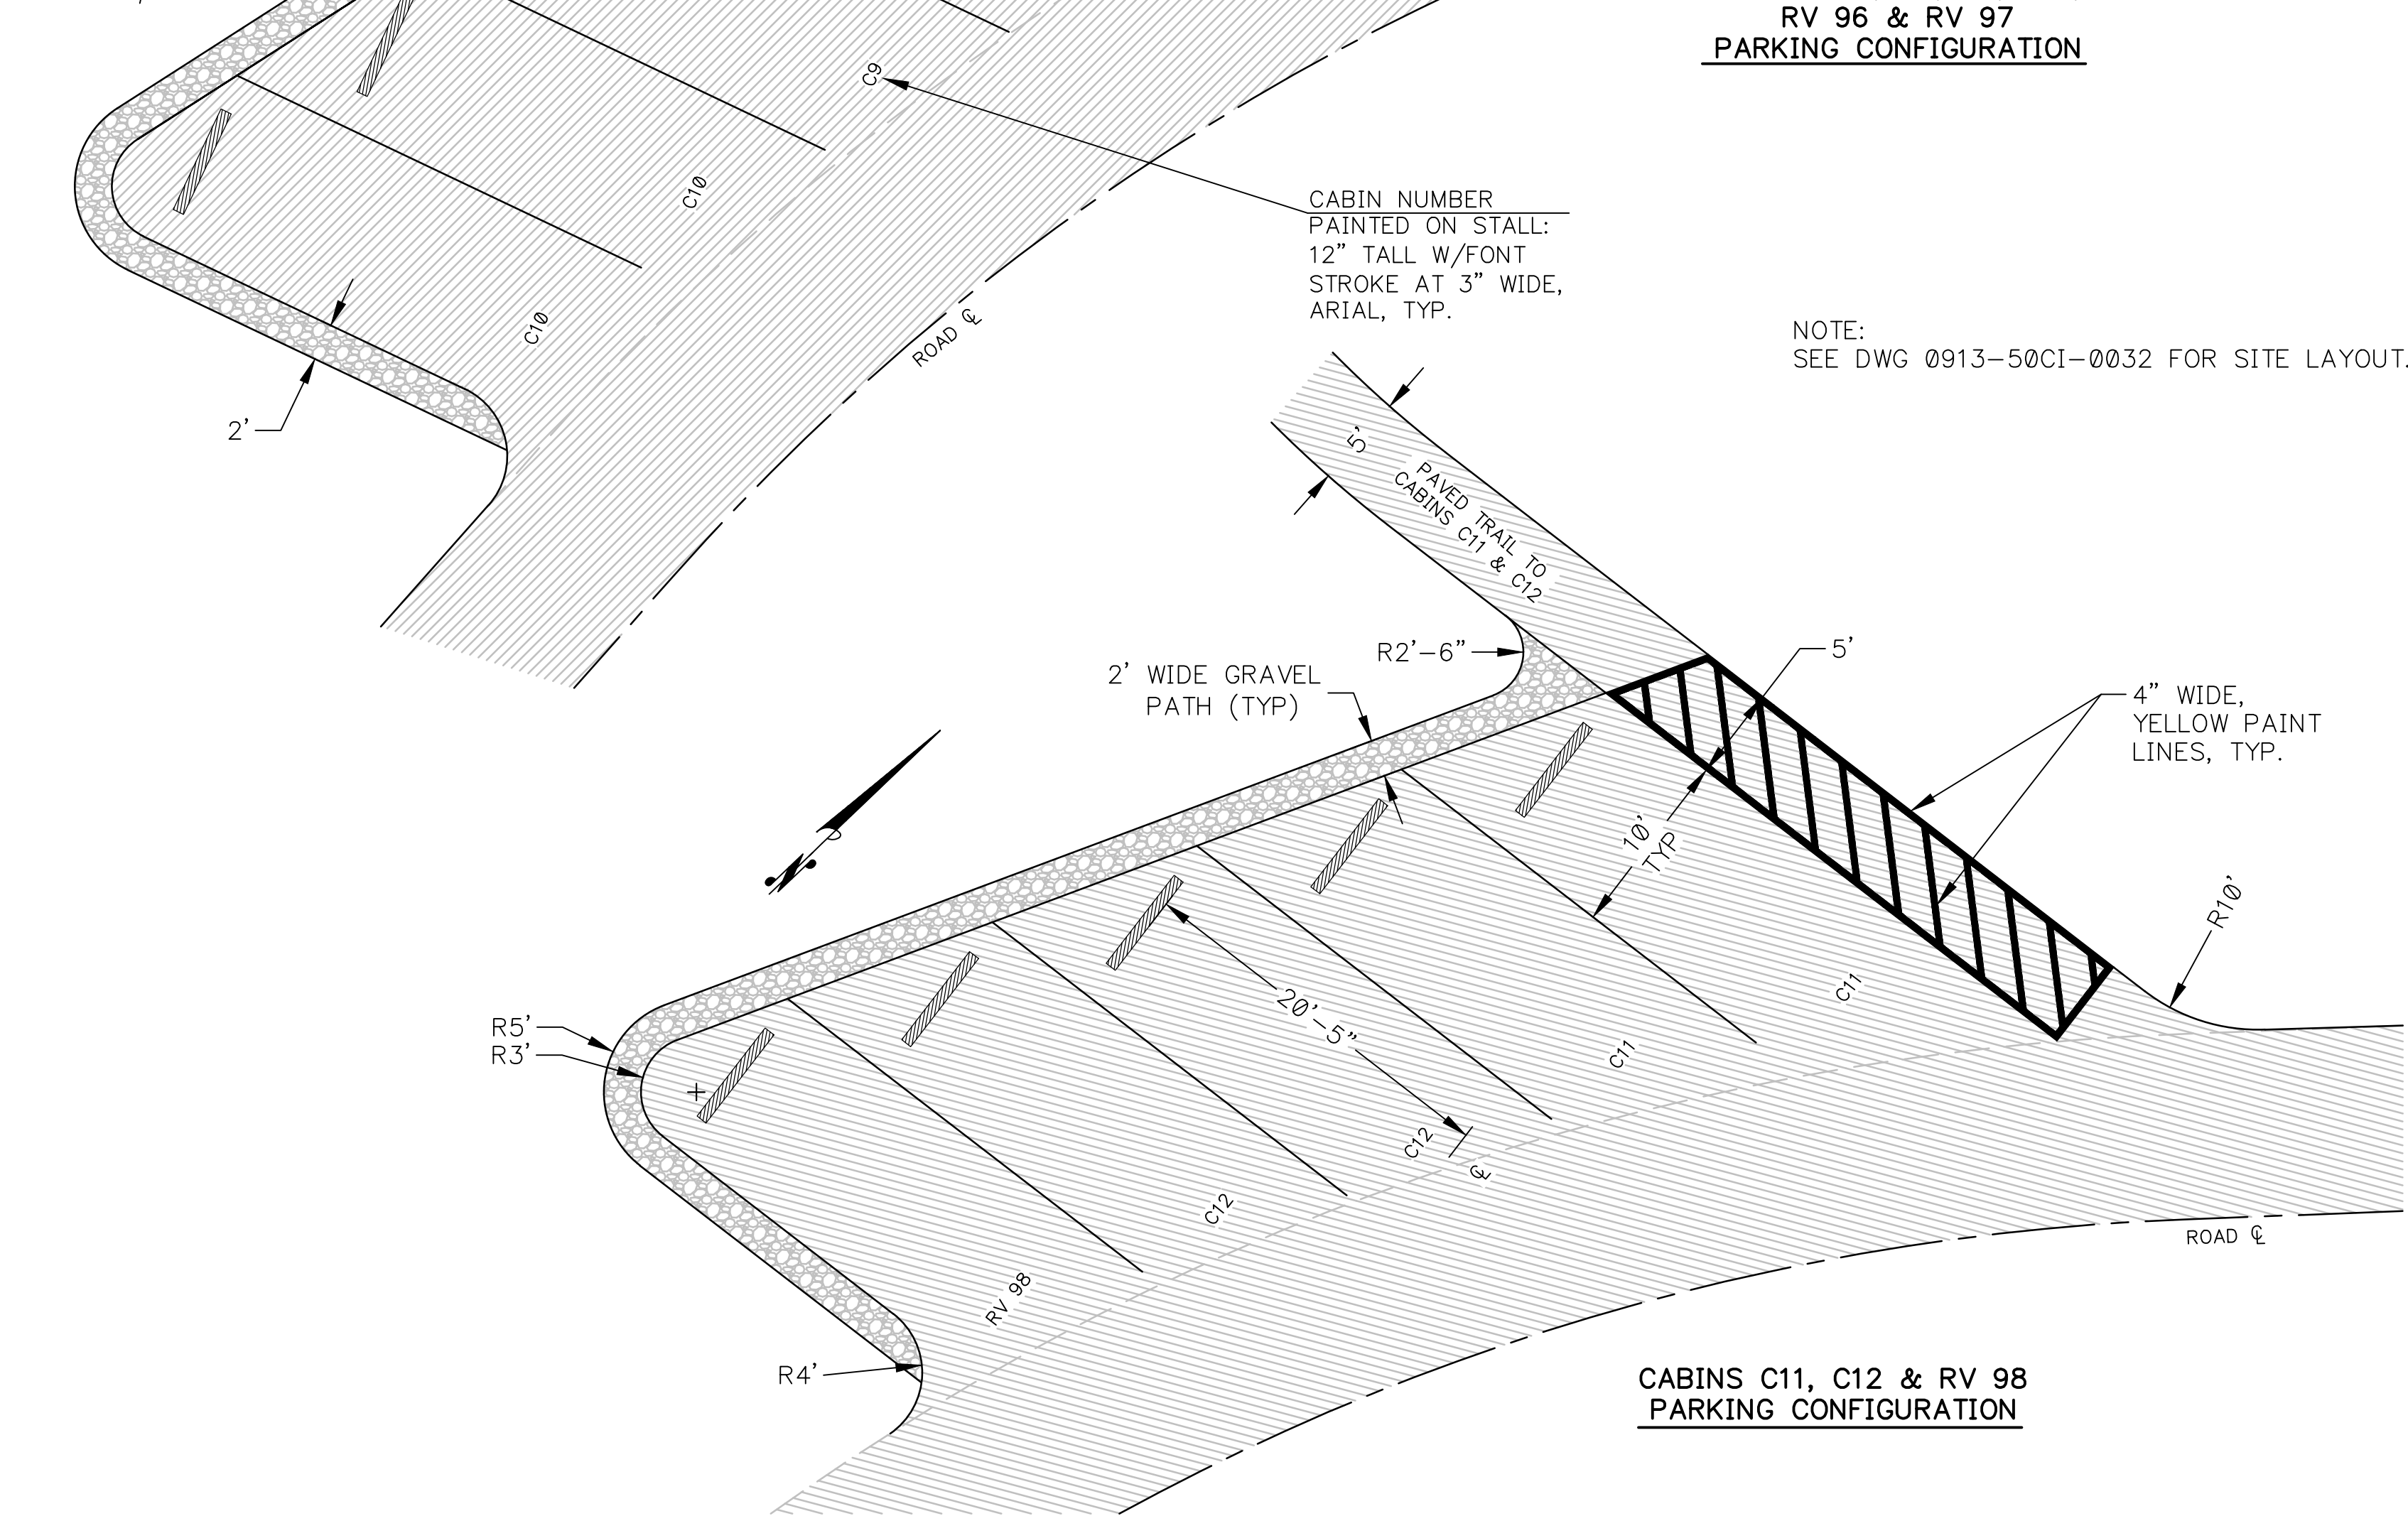 RV 96 & RV 97
PARKING CONFIGURATION
C9
C10
C10
CABIN NUMBER
PAINTED ON STALL:
12" TALL W/FONT
STROKE AT 3" WIDE,
ARIAL, TYP.
ROAD ℄
2'
NOTE:
SEE DWG 0913-50CI-0032 FOR SITE LAYOUT.
5'
PAVED TRAIL TO
CABINS C11 & C12
R2'-6"
2' WIDE GRAVEL
PATH (TYP)
5'
4" WIDE,
YELLOW PAINT
LINES, TYP.
10'
TYP
R10'
20'-5"
C11
C11
C12
℄
C12
RV 98
R5'
R3'
R4'
ROAD ℄
CABINS C11, C12 & RV 98
PARKING CONFIGURATION